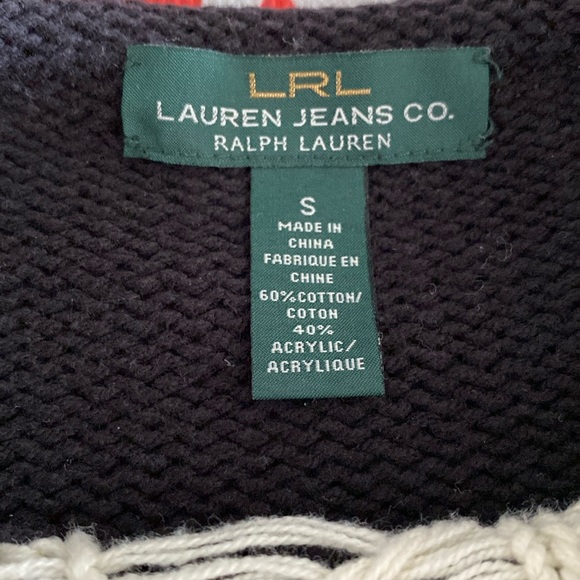 LRL
LAUREN JEANS CO.
RALPH LAUREN
S
MADE IN
CHINA
FABRIQUE EN
CHINE
60%COTTON/
COTON
40%
ACRYLIC/
ACRYLIQUE